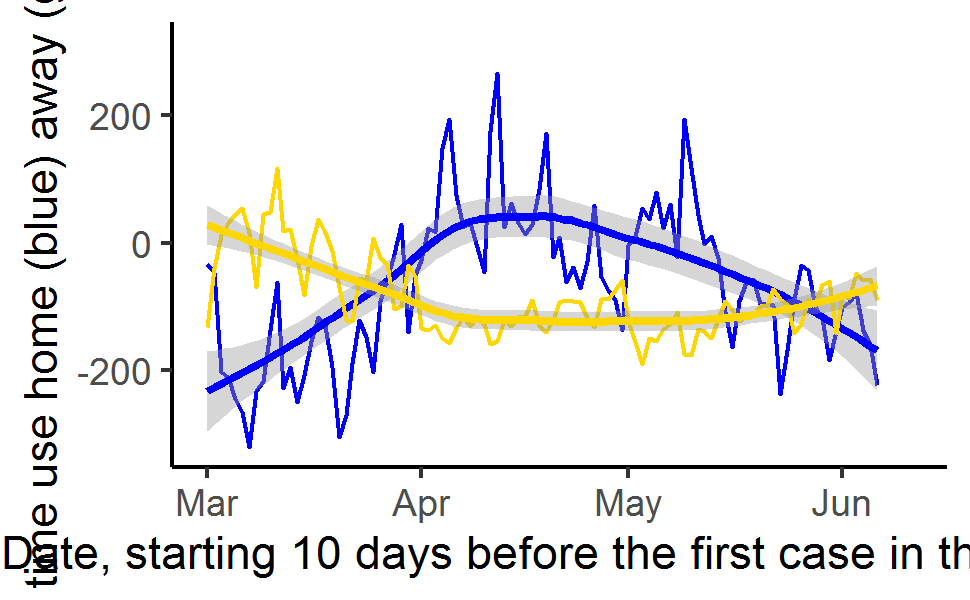 time use home (blue) away (
200
0
-200
Mar Apr May Jun
Date, starting 10 days before the first case in th